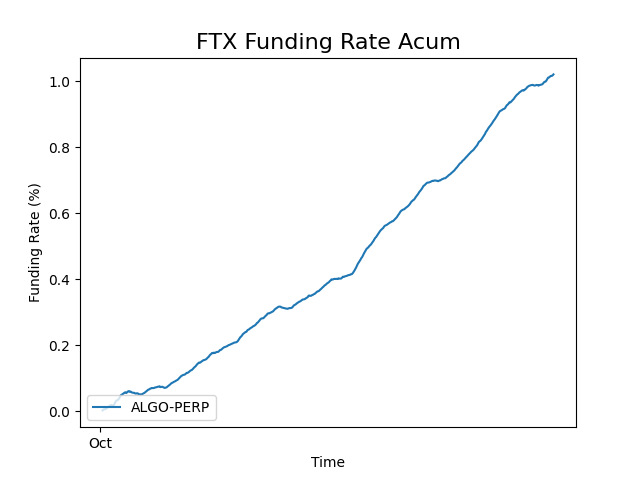 FTX Funding Rate Acum
Funding Rate (%)
1.0
0.8
0.6
0.4
0.2
0.0
ALGO-PERP
Oct
Time